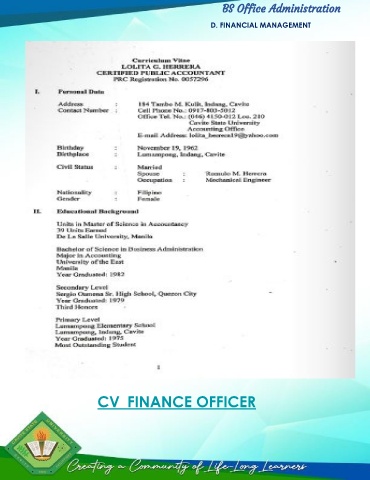 BS Office Administration
D. FINANCIAL MANAGEMENT
Curriculum Vitae
LOLITA G. HERRERA
CERTIFIED PUBLIC ACCOUNTANT
PRC Registration No. 0057296
I. Personal Data
Address : 184 Tambo M. Kulit, Indang, Cavite
Contact Number : Cell Phone No.: 0917-803-5012
Office Tel. No.: (046) 4150-012 Loc. 210
Cavite State University
Accounting Office
E-mail Address: lolita_herrera19@yahoo.com
Birthday : November 19, 1962
Birthplace : Lumampong, Indang, Cavite
Civil Status : Married
Spouse : Romulo M. Herrera
Occupation : Mechanical Engineer
Nationality : Filipino
Gender : Female
II. Educational Background
Units in Master of Science in Accountancy
39 Units Earned
De La Salle University, Manila
Bachelor of Science in Business Administration
Major in Accounting
University of the East
Manila
Year Graduated: 1982
Secondary Level
Sergio Osmena Sr. High School, Quezon City
Year Graduated: 1979
Third Honors
Primary Level
Lumampong Elementary School
Lumampong, Indang, Cavite
Year Graduated: 1975
Most Outstanding Student
1
CV FINANCE OFFICER
Creating a Community of Life-Long Learners